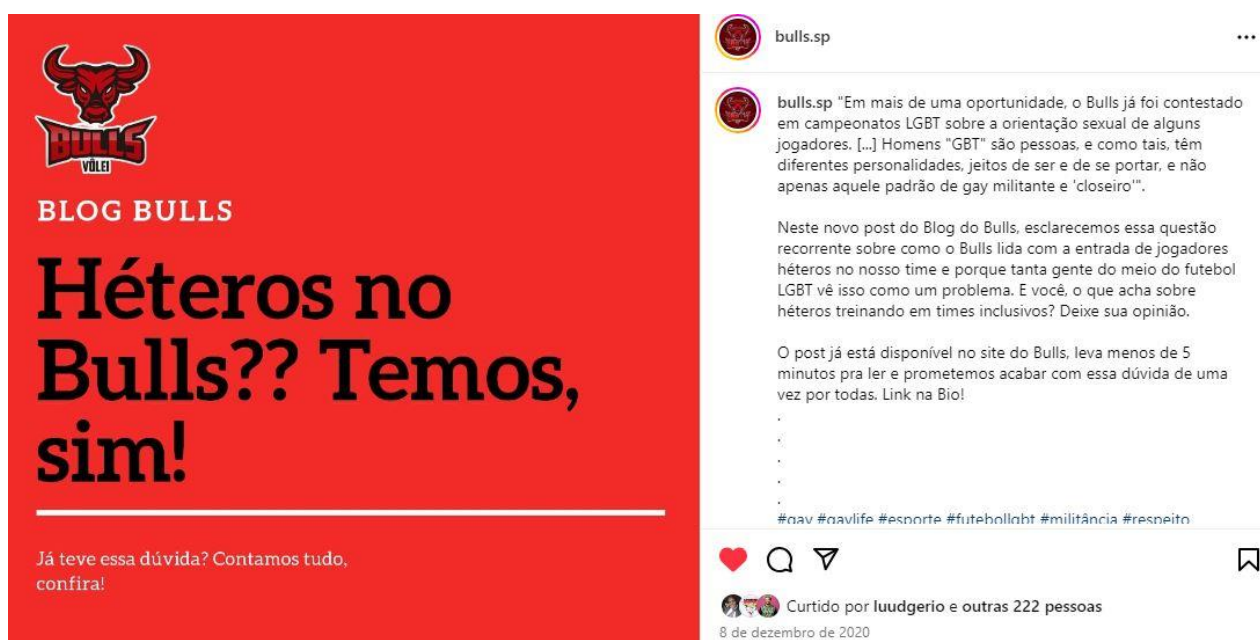 BULLS
VÔLEI
BLOG BULLS
Héteros no
Bulls?? Temos,
sim!
Já teve essa dúvida? Contamos tudo,
confira!
bulls.sp
bulls.sp "Em mais de uma oportunidade, o Bulls já foi contestado
em campeonatos LGBT sobre a orientação sexual de alguns
jogadores. [...] Homens "GBT" são pessoas, e como tais, têm
diferentes personalidades, jeitos de ser e de se portar, e não
apenas aquele padrão de gay militante e 'closeiro'".
Neste novo post do Blog do Bulls, esclarecemos essa questão
recorrente sobre como o Bulls lida com a entrada de jogadores
héteros no nosso time e porque tanta gente do meio do futebol
LGBT vê isso como um problema. E você, o que acha sobre
héteros treinando em times inclusivos? Deixe sua opinião.
O post já está disponível no site do Bulls, leva menos de 5
minutos pra ler e prometemos acabar com essa dúvida de uma
vez por todas. Link na Bio!
.
.
.
.
.
#gay #gaylife #esporte #futebollgbt #militância #respeito
Curtido por luudgerio e outras 222 pessoas
8 de dezembro de 2020